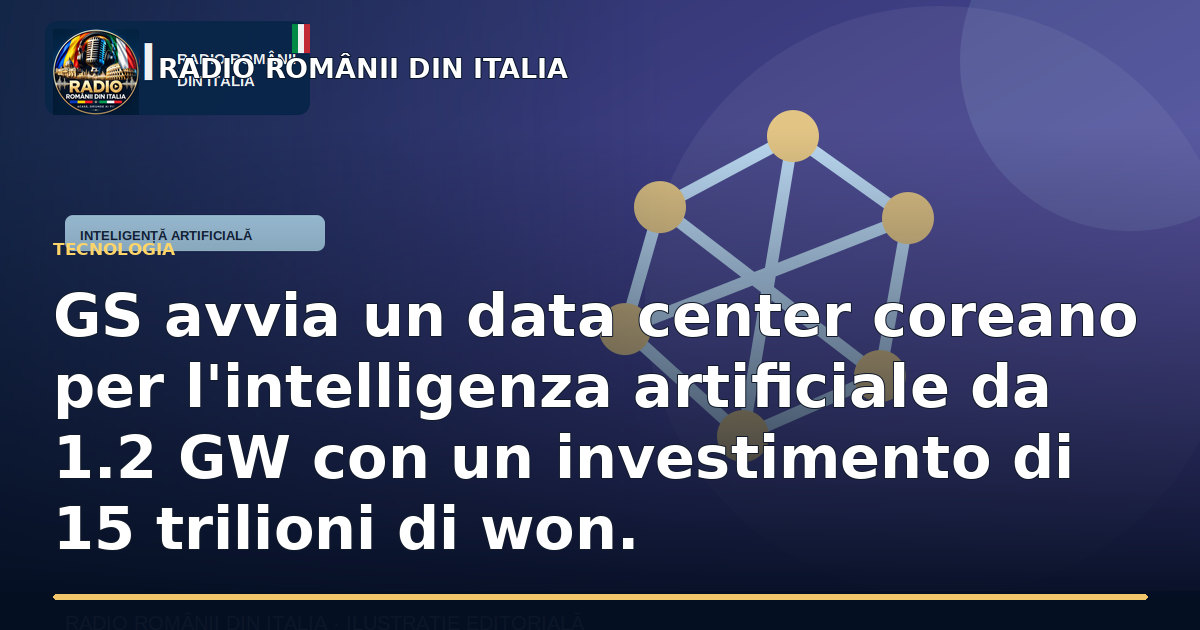 RADIO ROMÂNII DIN ITALIA
RADIO ROMÂNII
DIN ITALIA
RADIO
ROMÂNII DIN ITALIA
INTELIGENȚĂ ARTIFICIALĂ
TECNOLOGIA
GS avvia un data center coreano
per l'intelligenza artificiale da
1.2 GW con un investimento di
15 trilioni di won.
RADIO ROMÂNII DIN ITALIA · ILUSTRAȚIE EDITORIALĂ